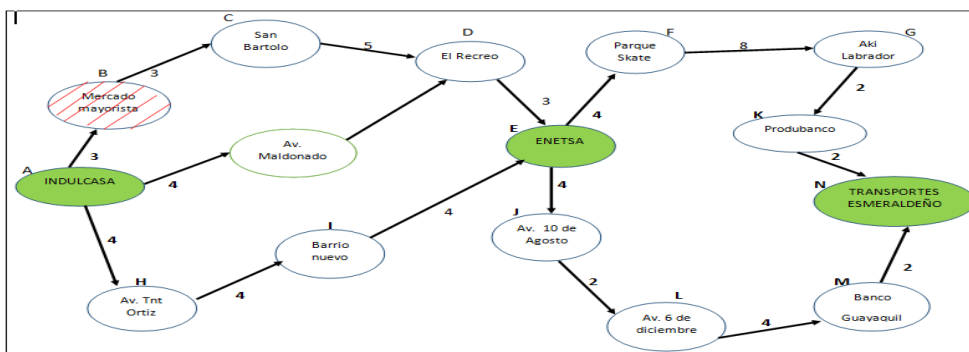 C
San
Bartolo
5
D
El Recreo
Parque
Skate
F
8
Aki
Labrador
G
B
3
Mercado
mayorista
3
2
K
Produbanco
4
E
ENETSA
Av.
Maldonado
3
A
INDULCASA
4
4
2
N
TRANSPORTES
ESMERALDEÑO
4
4
I
Barrio
nuevo
J
Av. 10 de
Agosto
H
Av. Tnt
Ortiz
4
2
L
Av. 6 de
diciembre
4
M
Banco
Guayaquil
2